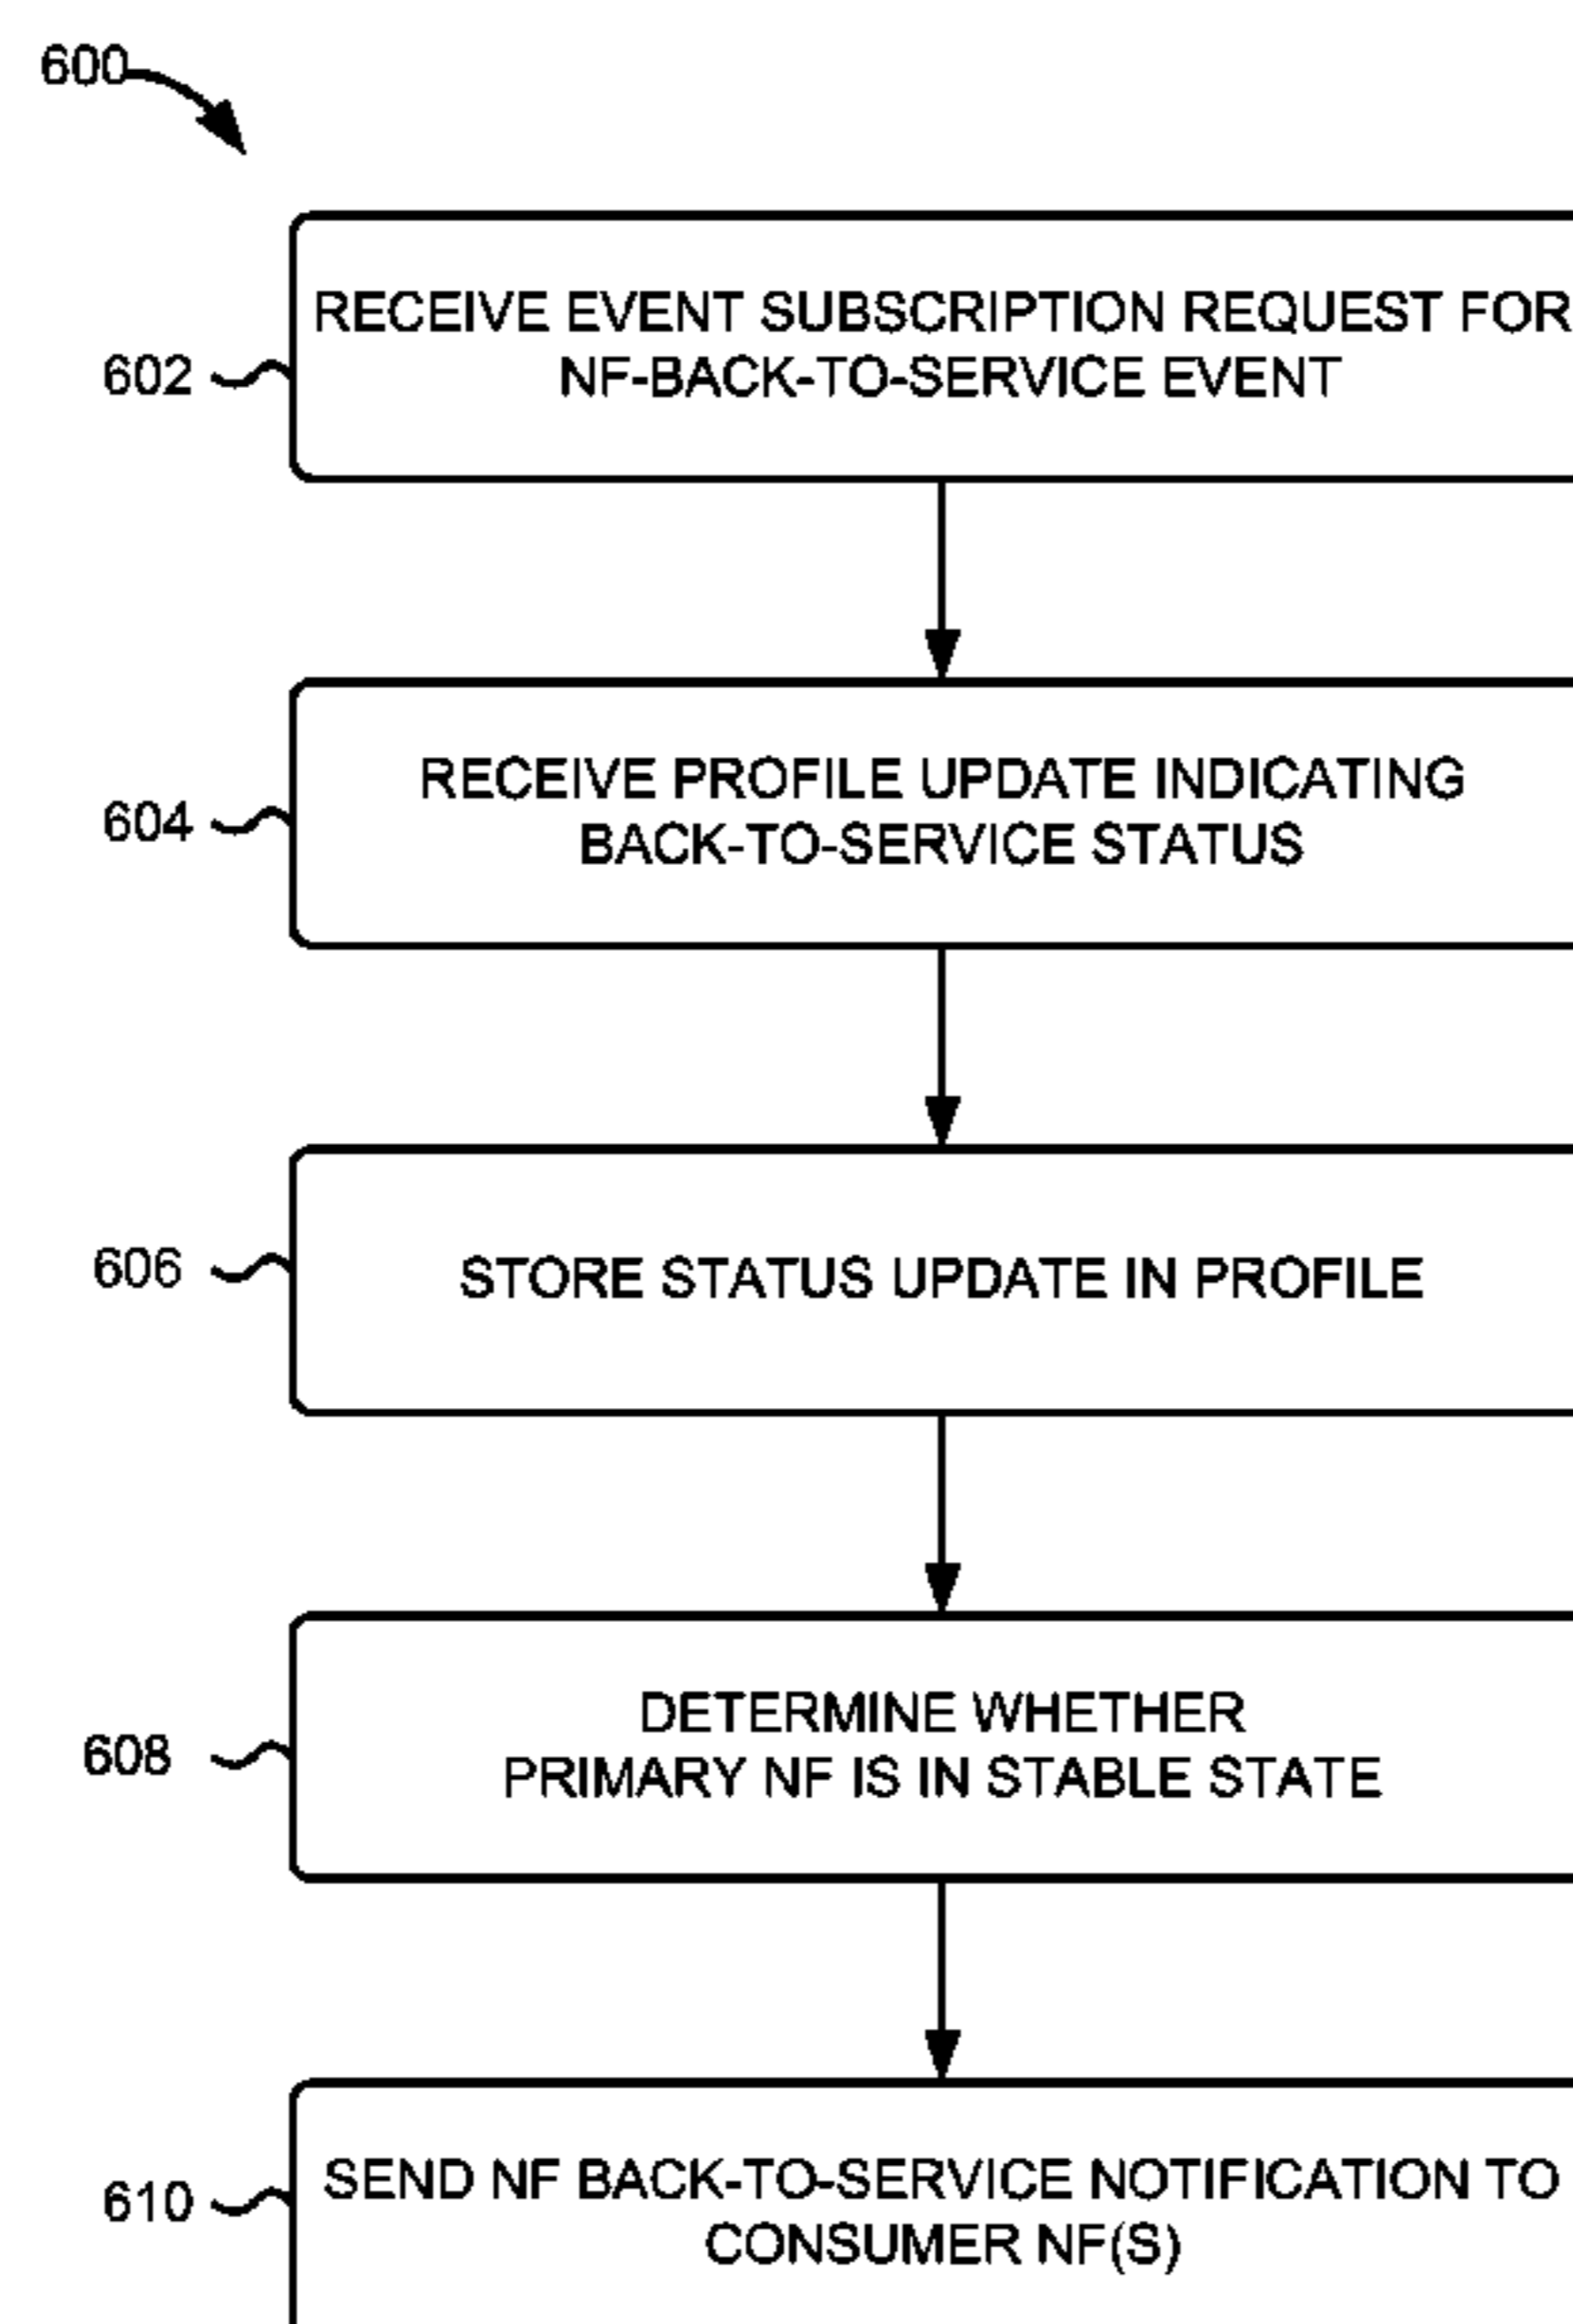 600
RECEIVE EVENT SUBSCRIPTION REQUEST FOR
NF-BACK-TO-SERVICE EVENT
602
RECEIVE PROFILE UPDATE INDICATING
BACK-TO-SERVICE STATUS
604
STORE STATUS UPDATE IN PROFILE
606
DETERMINE WHETHER
PRIMARY NF IS IN STABLE STATE
608
SEND NF BACK-TO-SERVICE NOTIFICATION TO
CONSUMER NF(S)
610